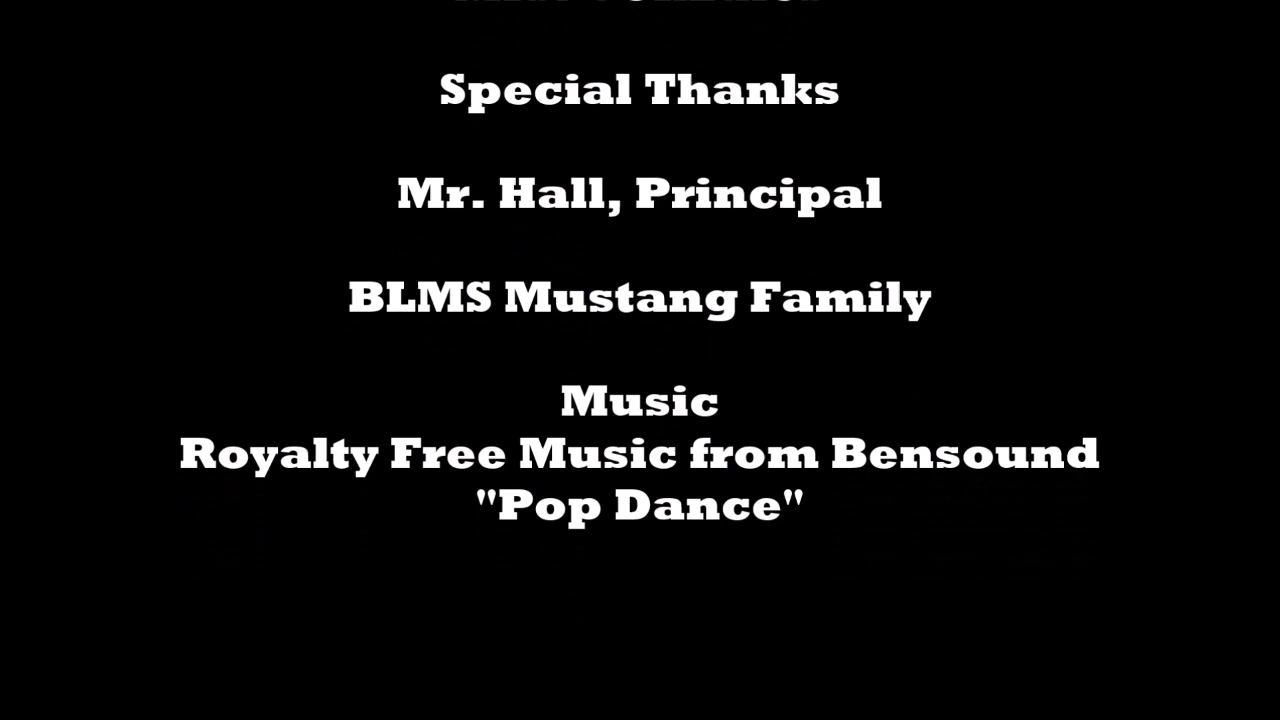 Special Thanks
Mr. Hall, Principal
BLMS Mustang Family
Music
Royalty Free Music from Bensound
"Pop Dance"